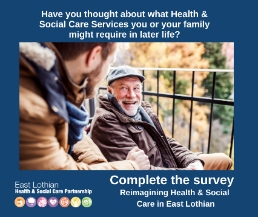 Have you thought about what Health &
Social Care Services you or your family
might require in later life?
East Lothian
Health & Social Care Partnership
Complete the survey
Reimagining Health & Social
Care in East Lothian